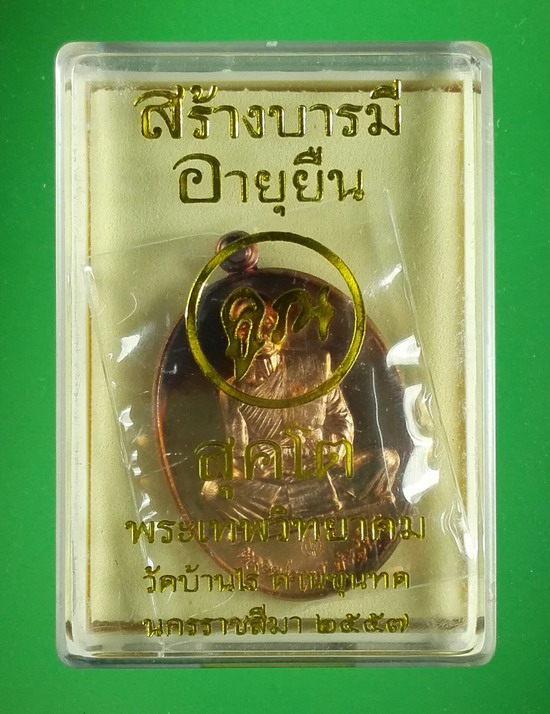 สร้างบารมี
อายุยืน
คูณ
สุคโต
พระเทพวิทยาคม
วัดบ้านไร่ ด่านขุนทด
นครราชสีมา ๒๕๕๗